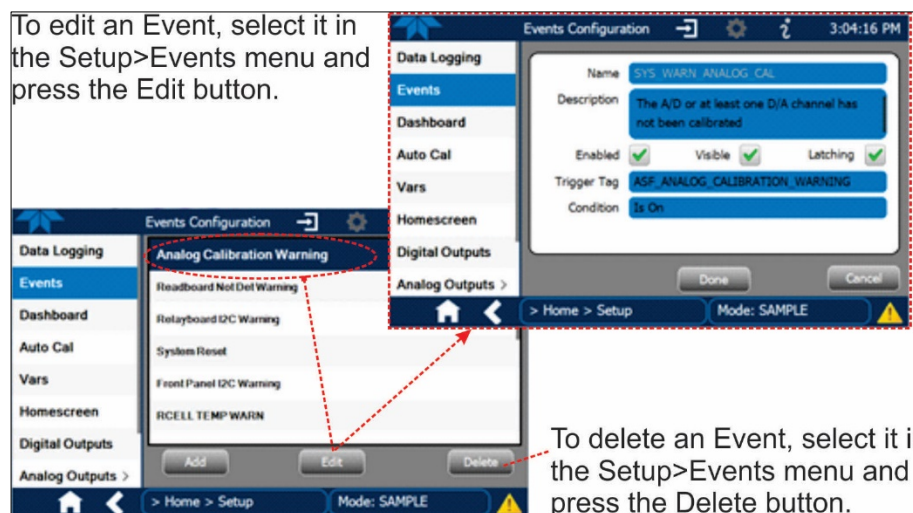 To edit an Event, select it in
the Setup>Events menu and
press the Edit button.
Events Configuration
3:04:16 PM
Data Logging
Events
Dashboard
Auto Cal
Vars
Homescreen
Digital Outputs
Analog Outputs >
Name SYS WARN ANALOG CAL
Description The A/D or at least one D/A channel has
not been calibrated
Enabled Visible Latching
Trigger Tag ASF_ANALOG_CALIBRATION_WARNING
Condition Is On
Done Cancel
> Home > Setup Mode: SAMPLE
Events Configuration
Data Logging
Events
Dashboard
Auto Cal
Vars
Homescreen
Digital Outputs
Analog Outputs >
Analog Calibration Warning
Readboard Not Det Warning
Relayboard I2C Warning
System Reset
Front Panel I2C Warning
RCELL TEMP WARN
Add Edit Delete
> Home > Setup Mode: SAMPLE
To delete an Event, select it i
the Setup>Events menu and
press the Delete button.